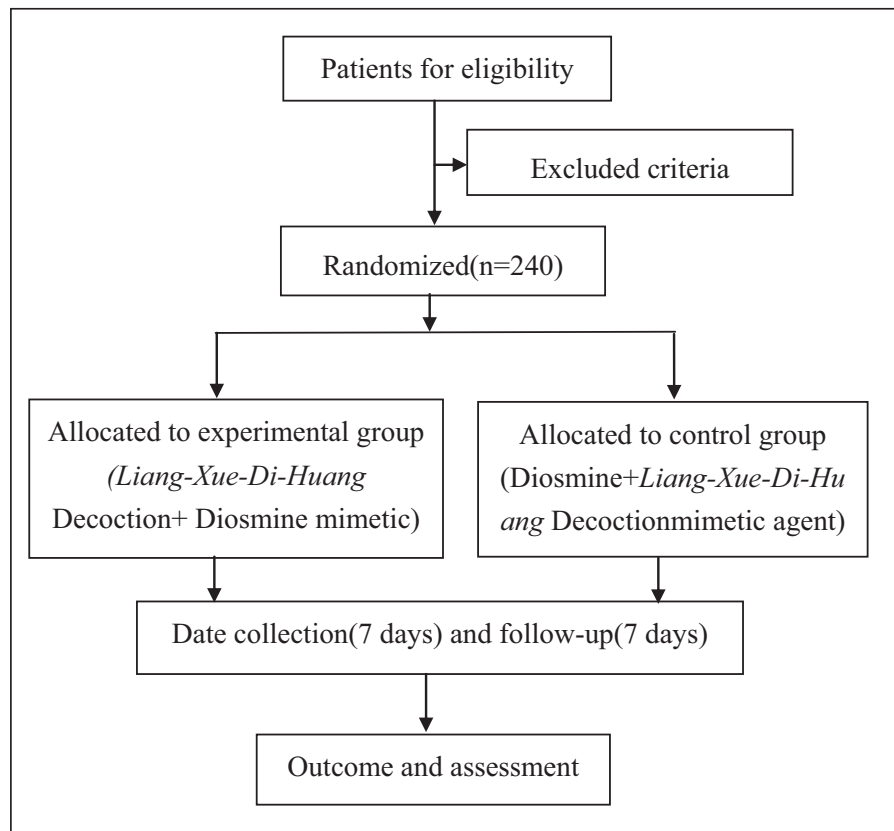 Patients for eligibility
Excluded criteria
Randomized(n=240)
Allocated to experimental group
(Liang-Xue-Di-Huang
Decoction+ Diosmine mimetic)
Allocated to control group
(Diosmine+Liang-Xue-Di-Hu
ang Decoctionmimetic agent)
Date collection(7 days) and follow-up(7 days)
Outcome and assessment